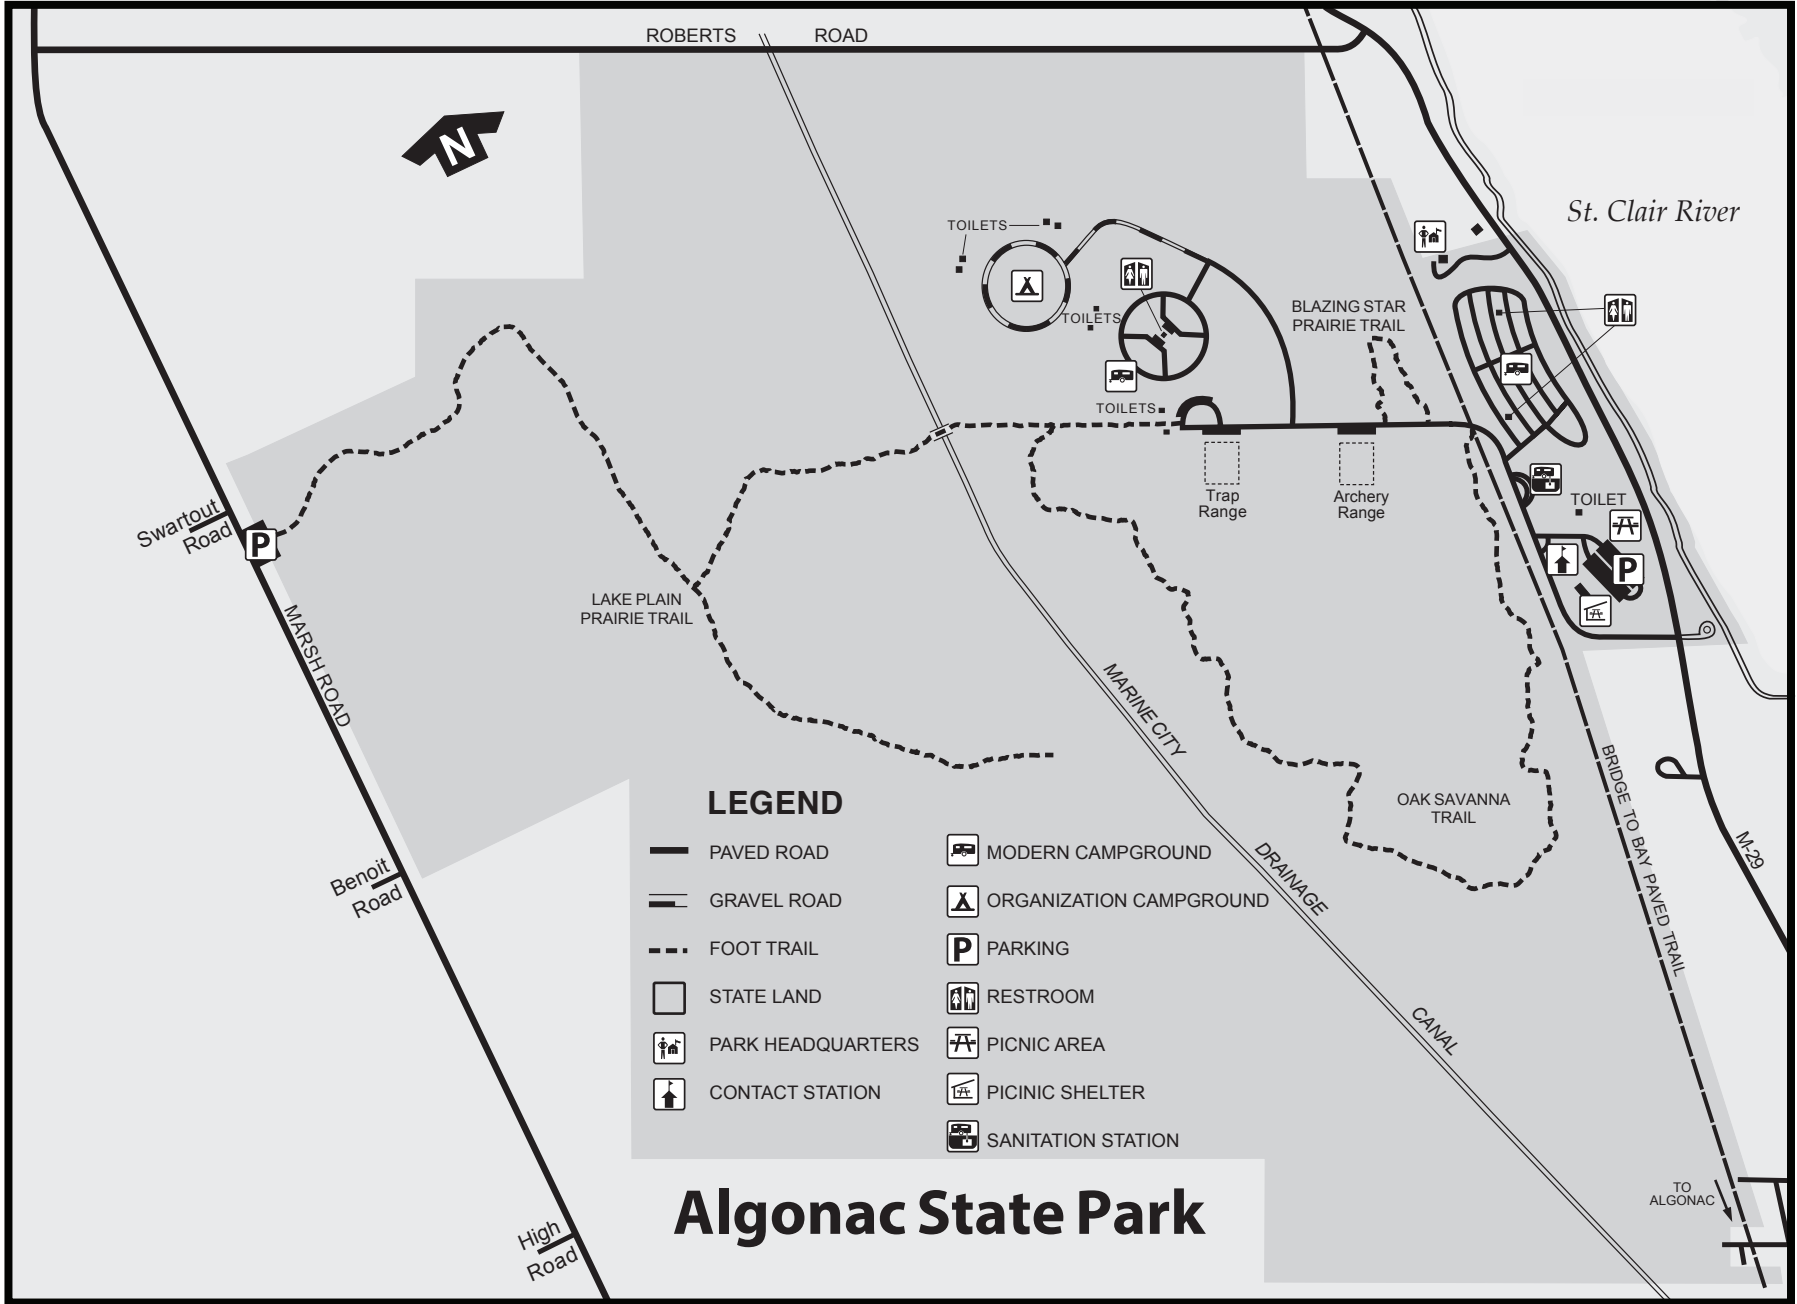 ROBERTS ROAD
N
St. Clair River
TOILETS
TOILETS
BLAZING STAR
PRAIRIE TRAIL
TOILETS
Swartout
Road
P
Trap
Range
Archery
Range
TOILET
P
LAKE PLAIN
PRAIRIE TRAIL
MARSH ROAD
MARINE CITY
DRAINAGE
CANAL
OAK SAVANNA
TRAIL
BRIDGE TO BAY PAVED TRAIL
M-29
Benoit
Road
LEGEND
PAVED ROAD
GRAVEL ROAD
FOOT TRAIL
STATE LAND
PARK HEADQUARTERS
CONTACT STATION
MODERN CAMPGROUND
ORGANIZATION CAMPGROUND
P PARKING
RESTROOM
PICNIC AREA
PICINIC SHELTER
SANITATION STATION
TO
ALGONAC
High
Road
Algonac State Park